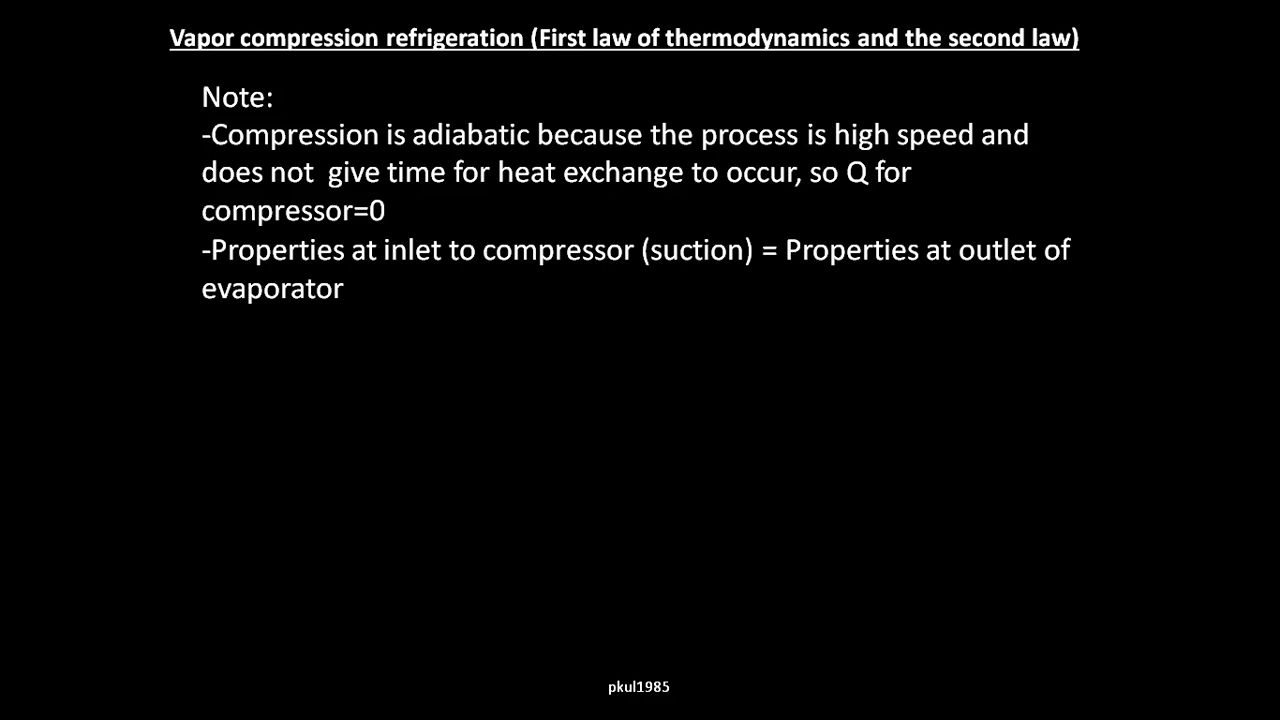 Vapor compression refrigeration (First law of thermodynamics and the second law)
Note:
-Compression is adiabatic because the process is high speed and
does not  give time for heat exchange to occur, so Q for
compressor=0
-Properties at inlet to compressor (suction) = Properties at outlet of
evaporator
pkul1985